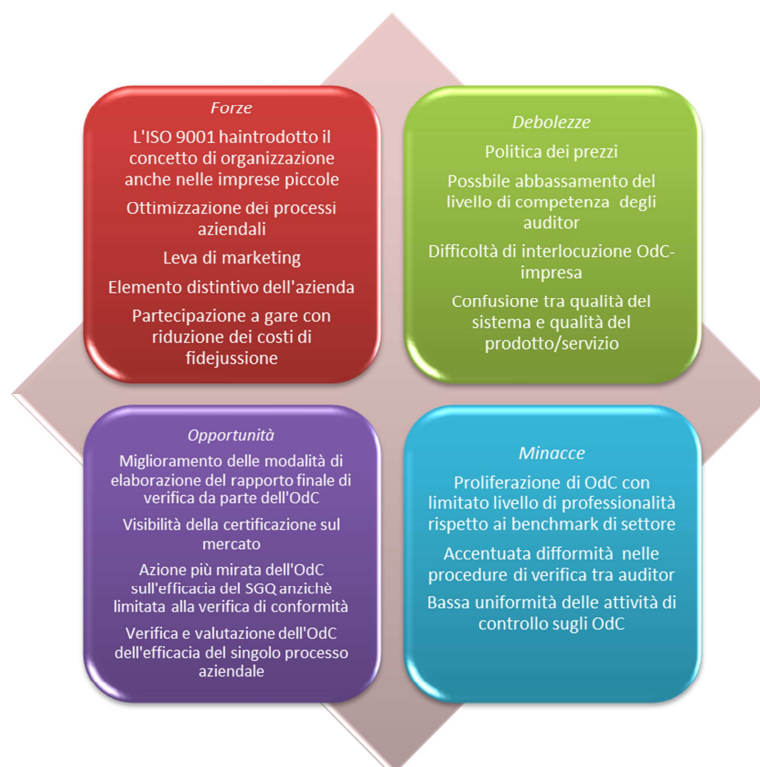 Forze
L'ISO 9001 haintrodotto il
concetto di organizzazione
anche nelle imprese piccole
Ottimizzazione dei processi
aziendali
Leva di marketing
Elemento distintivo dell'azienda
Partecipazione a gare con
riduzione dei costi di
fidejussione
Debolezze
Politica dei prezzi
Possbile abbassamento del
livello di competenza degli
auditor
Difficoltà di interlocuzione OdC-
impresa
Confusione tra qualità del
sistema e qualità del
prodotto/servizio
Opportunità
Miglioramento delle modalità di
elaborazione del rapporto finale di
verifica da parte dell'OdC
Visibilità della certificazione sul
mercato
Azione più mirata dell'OdC
sull'efficacia del SGQ anzichè
limitata alla verifica di conformità
Verifica e valutazione dell'OdC
dell'efficacia del singolo processo
aziendale
Minacce
Proliferazione di OdC con
limitato livello di professionalità
rispetto ai benchmark di settore
Accentuata difformità nelle
procedure di verifica tra auditor
Bassa uniformità delle attività di
controllo sugli OdC